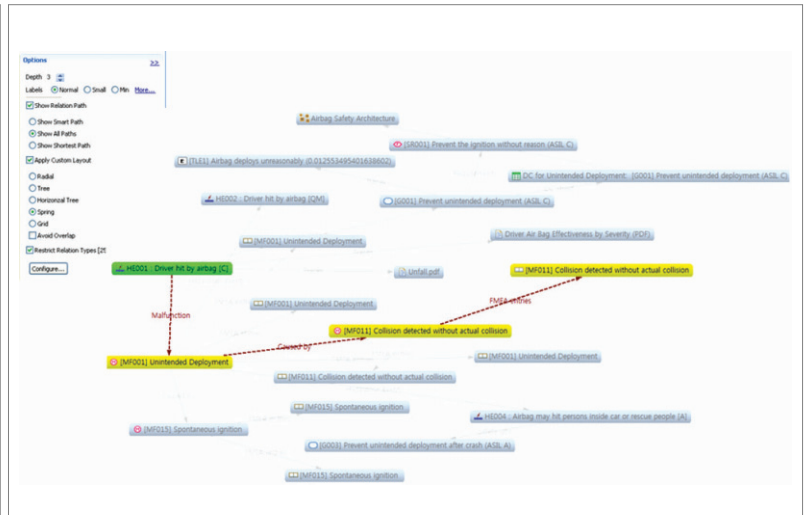 Options >>
Depth 3
Labels Normal Small Min More...
Show Relation Path
Show Smart Path
Show All Paths
Show Shortest Path
Apply Custom Layout
Radial
Tree
Horizonzal Tree
Spring
Grid
Avoid Overlap
Restrict Relation Types [25
Configure...
Airbag Safety Architecture
[SR001] Prevent the ignition without reason (ASIL C)
[TLE1] Airbag deploys unreasonably (0.012553495401638602)
DC for Unintended Deployment: [G001] Prevent unintended deployment (ASIL C)
HE002 : Driver hit by airbag [QM]
[G001] Prevent unintended deployment (ASIL C)
Driver Air Bag Effectiveness by Severity (PDF)
[MF001] Unintended Deployment
HE001 : Driver hit by airbag [C]
Unfall.pdf
[MF011] Collision detected without actual collision
FMEA entries
[MF001] Unintended Deployment
Malfunction
[MF011] Collision detected without actual collision
Caused by
[MF001] Unintended Deployment
[MF001] Unintended Deployment
[MF011] Collision detected without actual collision
[MF015] Spontaneous ignition
HE004 : Airbag may hit persons inside car or rescue people [A]
[MF015] Spontaneous ignition
[G003] Prevent unintended deployment after crash (ASIL A)
[MF015] Spontaneous ignition